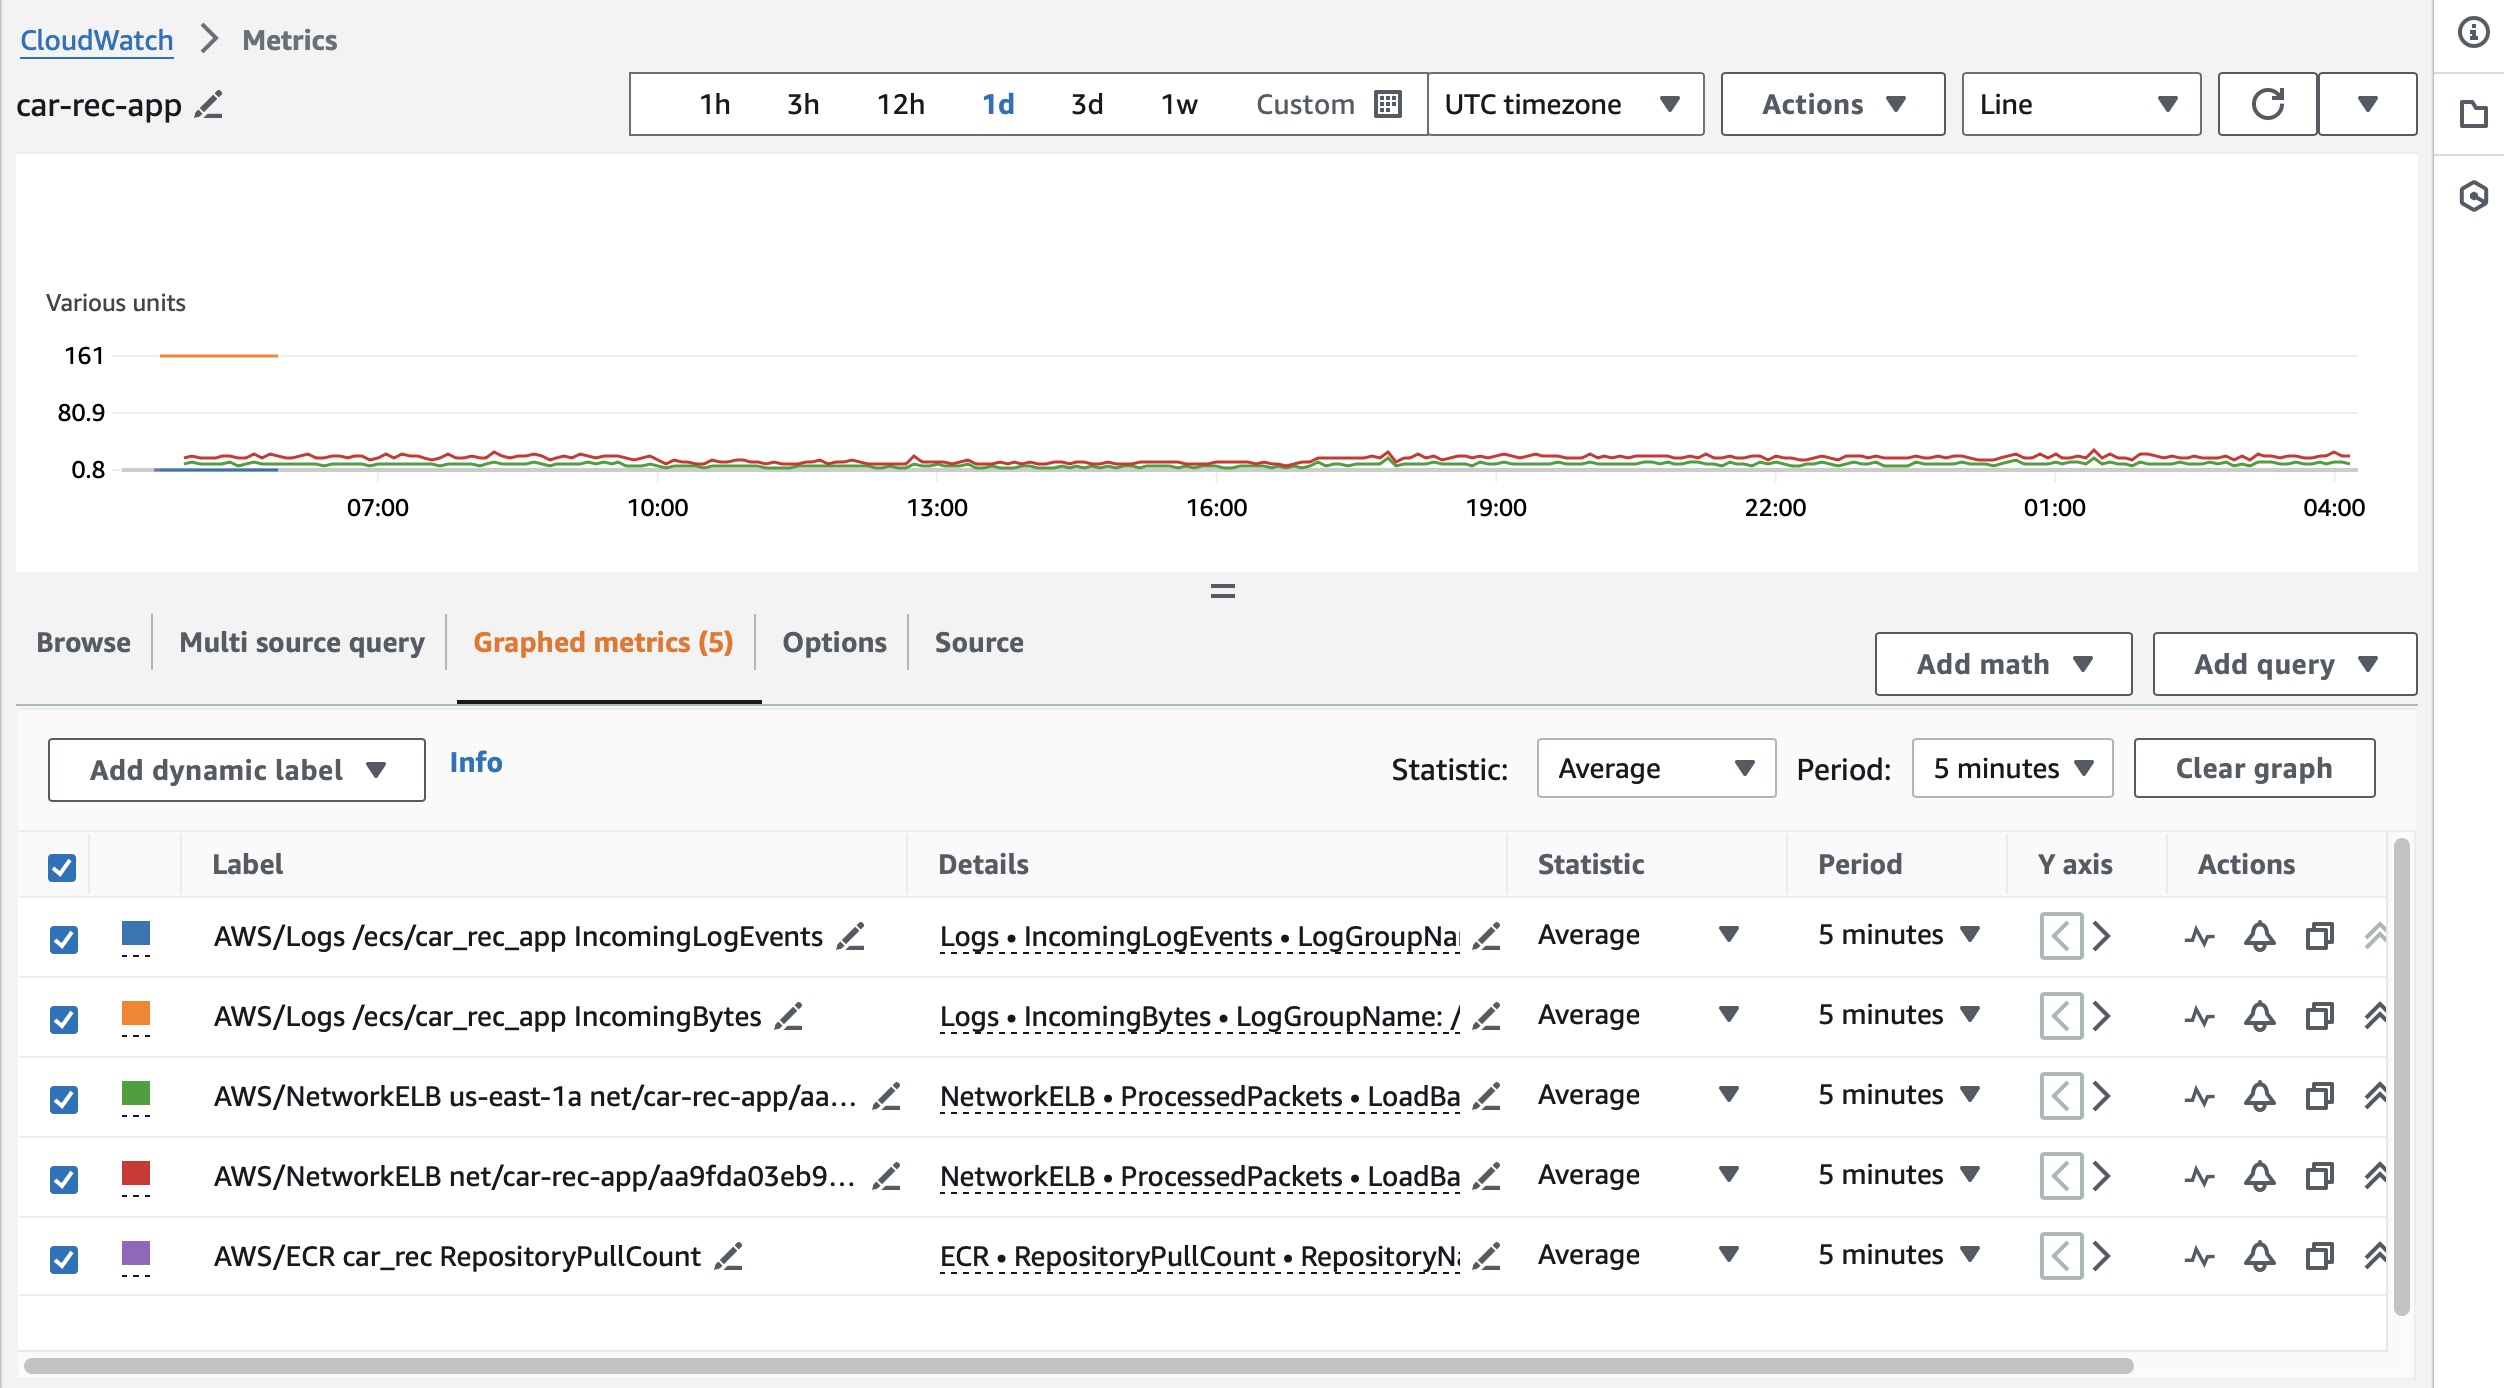 CloudWatch > Metrics
car-rec-app
1h 3h 12h 1d 3d 1w Custom UTC timezone Actions Line
Various units
161
80.9
0.8
07:00 10:00 13:00 16:00 19:00 22:00 01:00 04:00
Browse Multi source query Graphed metrics (5) Options Source
Add math Add query
Add dynamic label Info Statistic: Average Period: 5 minutes Clear graph
Label Details Statistic Period Y axis Actions
AWS/Logs /ecs/car_rec_app IncomingLogEvents Logs • IncomingLogEvents • LogGroupNa Average 5 minutes
AWS/Logs /ecs/car_rec_app IncomingBytes Logs • IncomingBytes • LogGroupName: / Average 5 minutes
AWS/NetworkELB us-east-1a net/car-rec-app/aa... NetworkELB • ProcessedPackets • LoadBa Average 5 minutes
AWS/NetworkELB net/car-rec-app/aa9fda03eb9... NetworkELB • ProcessedPackets • LoadBa Average 5 minutes
AWS/ECR car_rec RepositoryPullCount ECR • RepositoryPullCount • RepositoryN Average 5 minutes